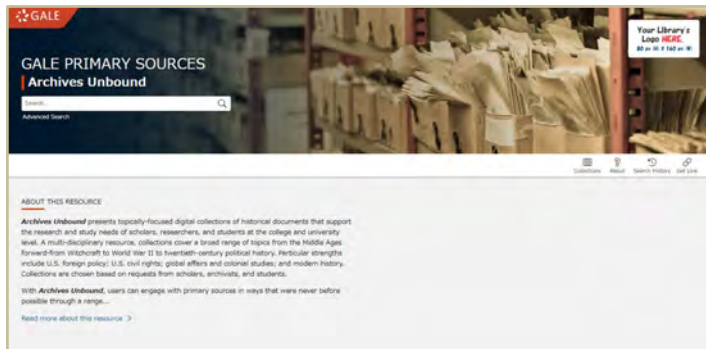 GALE
Your Library's
Logo HERE.
80 px (H) X 160 px (W)
GALE PRIMARY SOURCES
Archives Unbound
Search...
Advanced Search
Collections About Search History Get Link
ABOUT THIS RESOURCE
Archives Unbound presents topically-focused digital collections of historical documents that support
the research and study needs of scholars, researchers, and students at the college and university
level. A multi-disciplinary resource, collections cover a broad range of topics from the Middle Ages
forward-from Witchcraft to World War II to twentieth-century political history. Particular strengths
include U.S. foreign policy; U.S. civil rights; global affairs and colonial studies; and modern history.
Collections are chosen based on requests from scholars, archivists, and students.
With Archives Unbound, users can engage with primary sources in ways that were never before
possible through a range...
Read more about this resource >